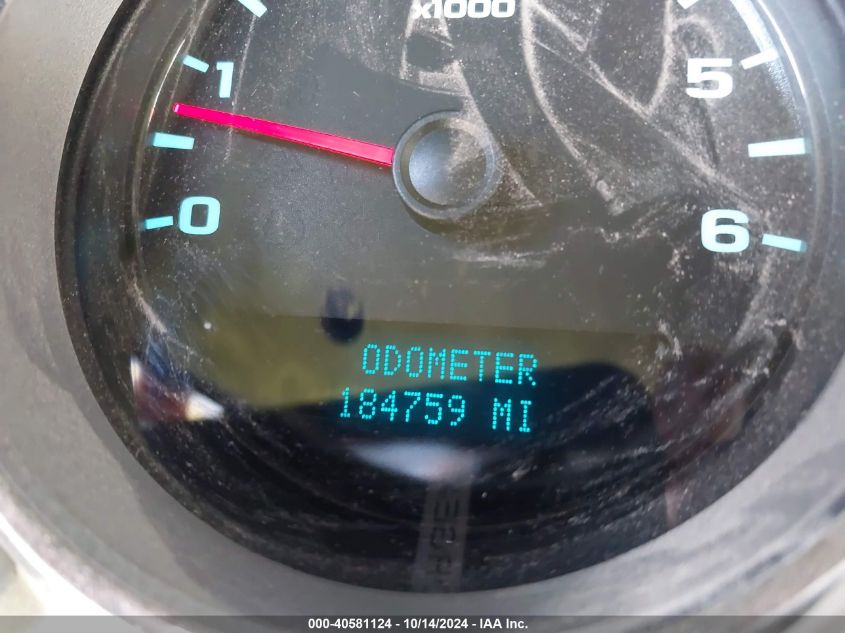 x1000
1
5
0
6
ODOMETER
184759 MI
000-40581124 - 10/14/2024 - IAA Inc.